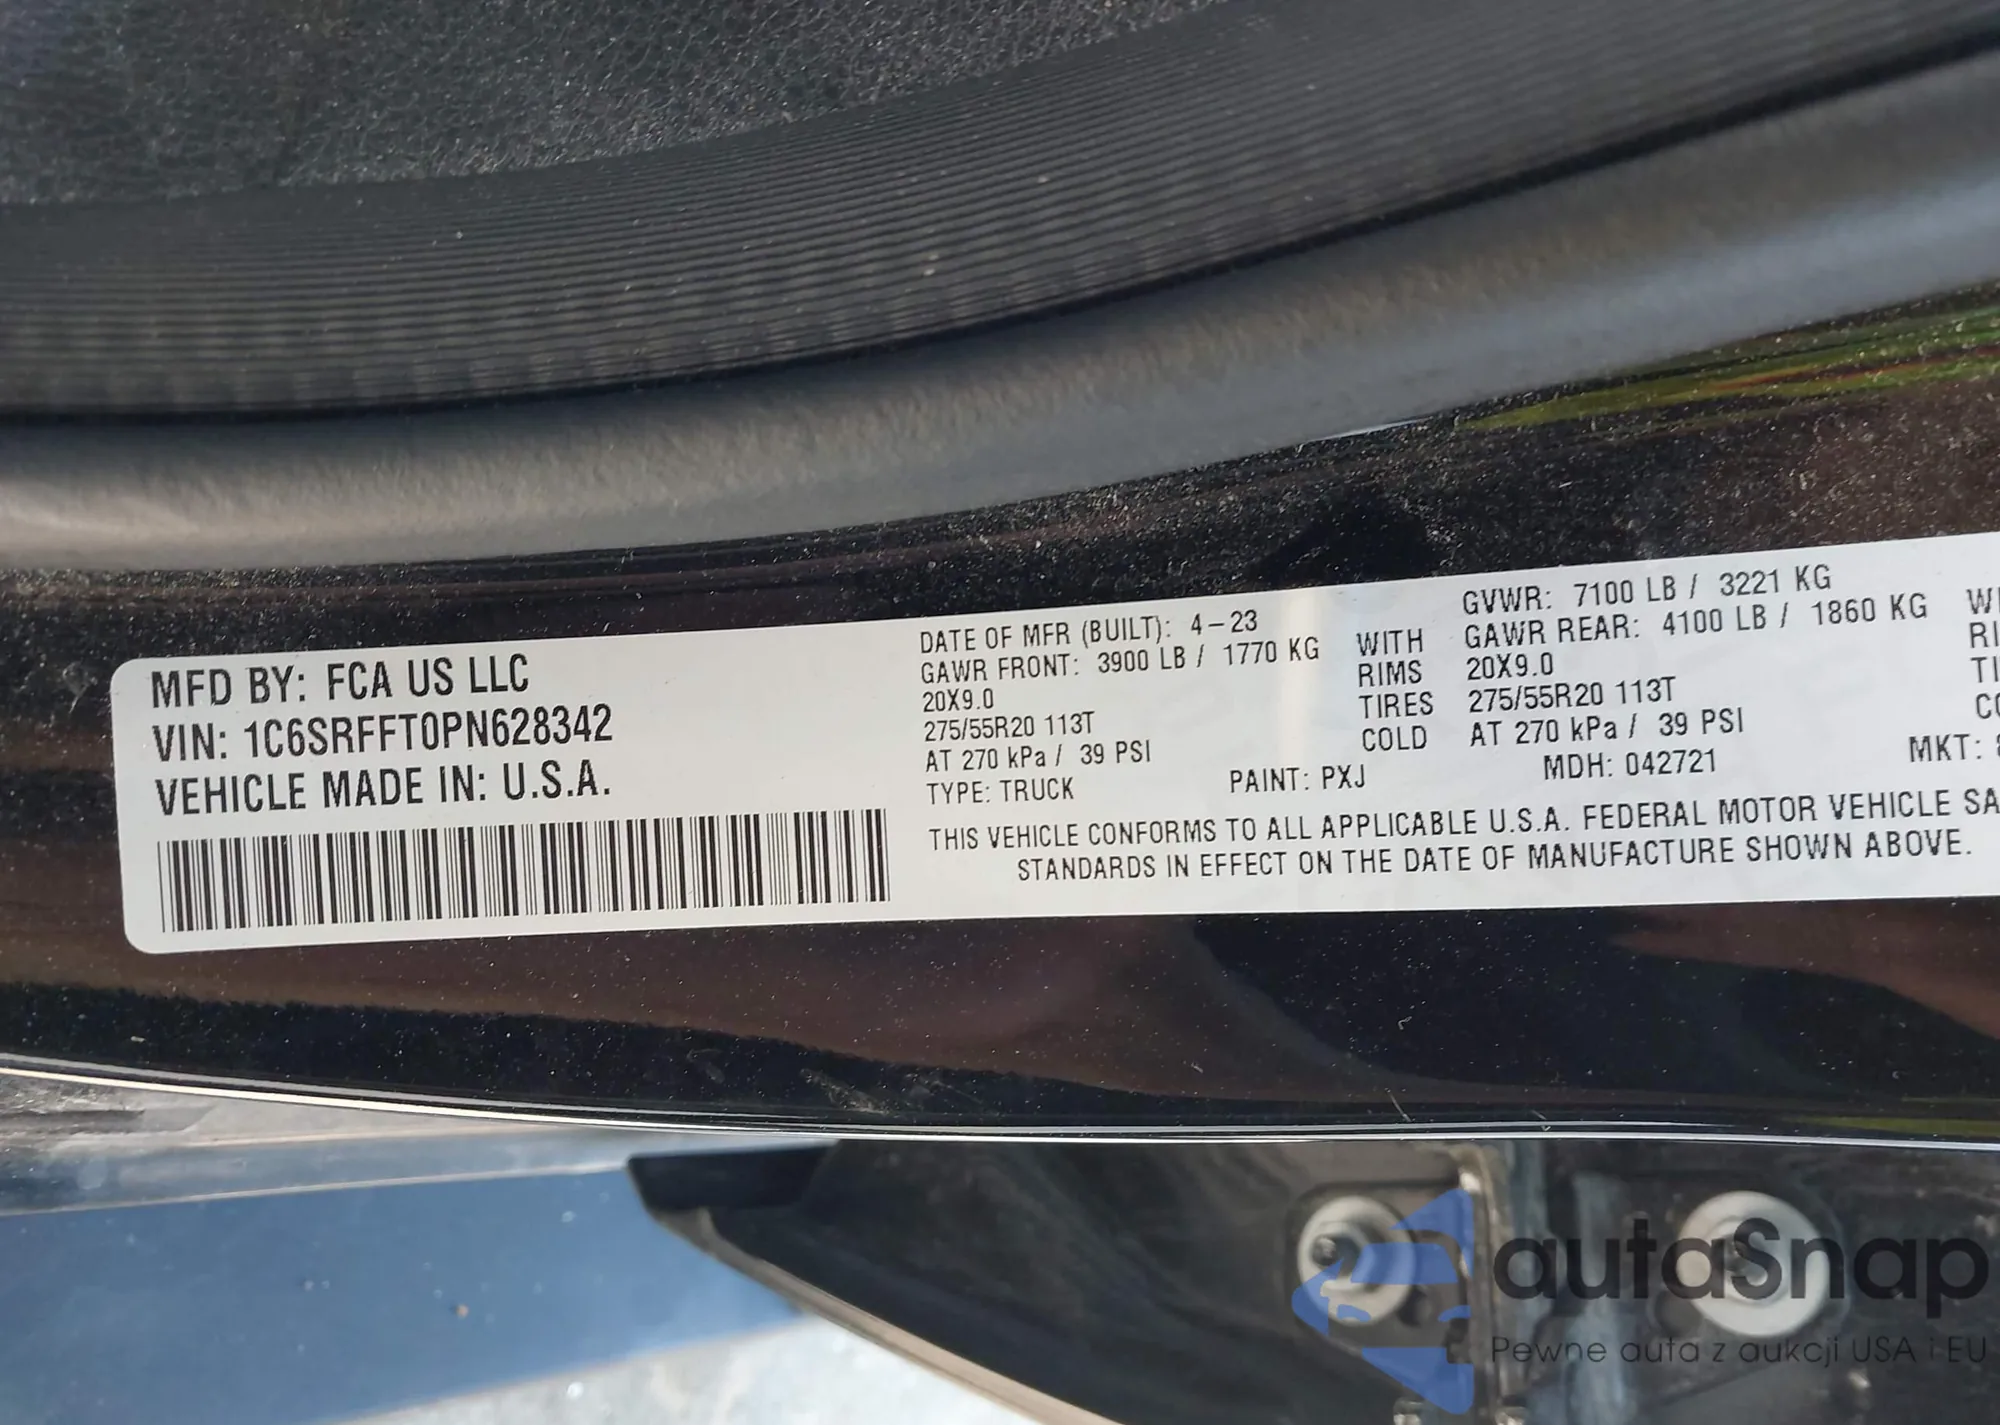 MFD BY: FCA US LLC
VIN: 1C6SRFFT0PN628342
VEHICLE MADE IN: U.S.A.
DATE OF MFR (BUILT): 4-23
GVWR: 7100 LB / 3221 KG
GAWR FRONT: 3900 LB / 1770 KG WITH GAWR REAR: 4100 LB / 1860 KG
20X9.0 RIMS 20X9.0
275/55R20 113T TIRES 275/55R20 113T
AT 270 kPa / 39 PSI COLD AT 270 kPa / 39 PSI
TYPE: TRUCK PAINT: PXJ MDH: 042721 MKT:
THIS VEHICLE CONFORMS TO ALL APPLICABLE U.S.A. FEDERAL MOTOR VEHICLE SA
STANDARDS IN EFFECT ON THE DATE OF MANUFACTURE SHOWN ABOVE.
autaSnap
Pewne auta z aukcji USA i EU